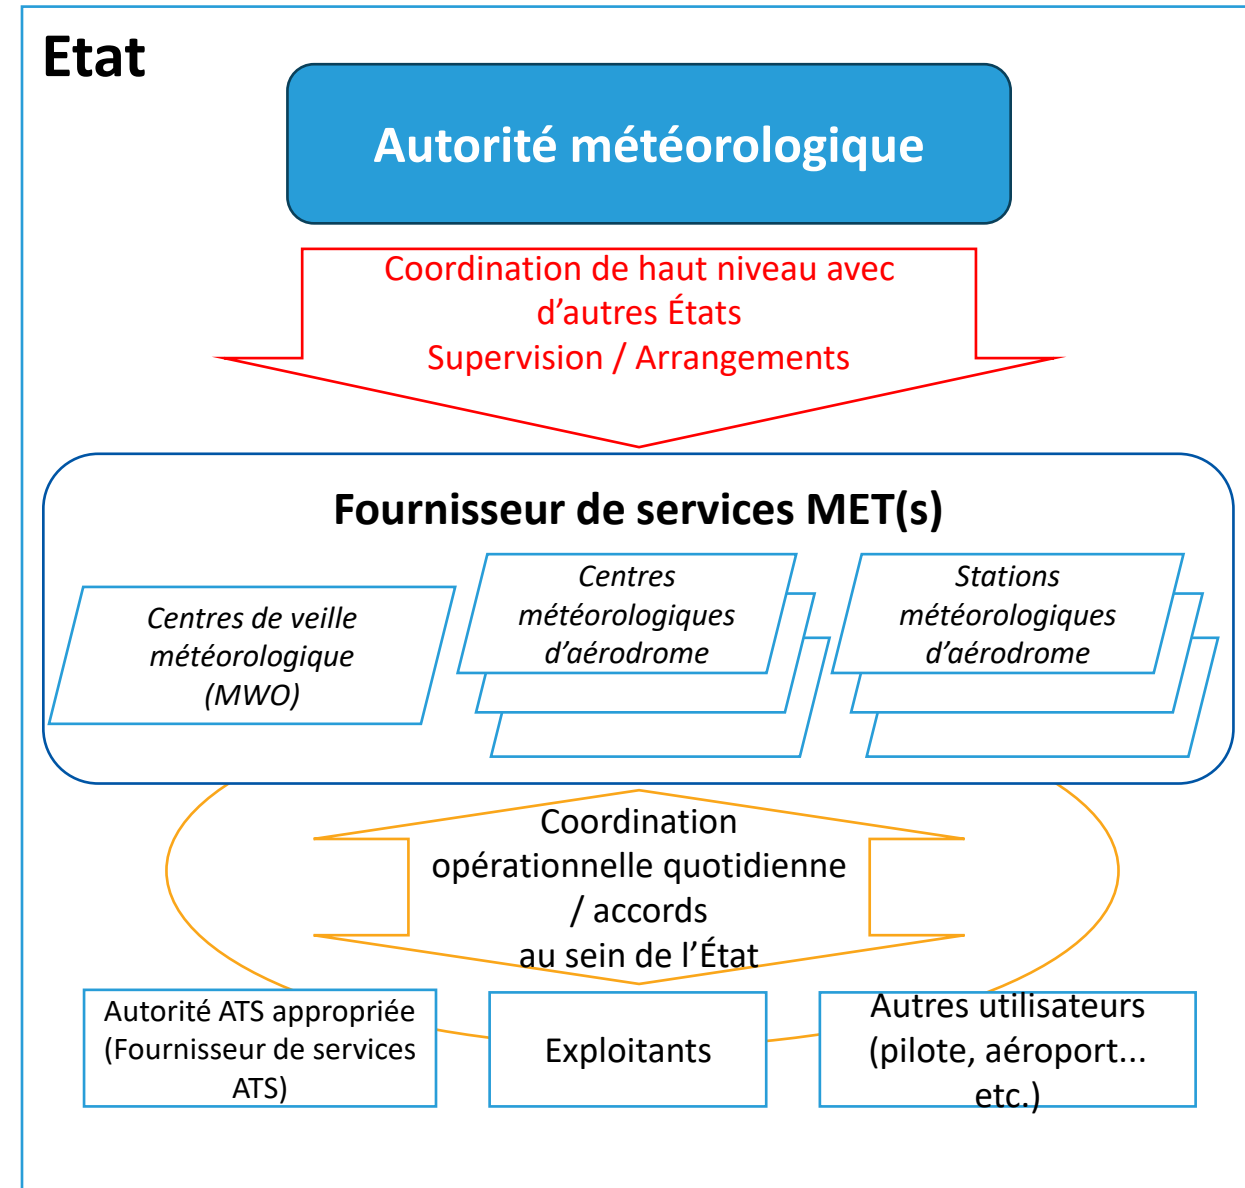 Etat
Autorité météorologique
Coordination de haut niveau avec
d’autres États
Supervision / Arrangements
Fournisseur de services MET(s)
Centres de veille
météorologique
(MWO)
Centres
météorologiques
d’aérodrome
Stations
météorologiques
d’aérodrome
Coordination
opérationnelle quotidienne
/ accords
au sein de l’État
Autorité ATS appropriée
(Fournisseur de services
ATS)
Exploitants
Autres utilisateurs
(pilote, aéroport...
etc.)